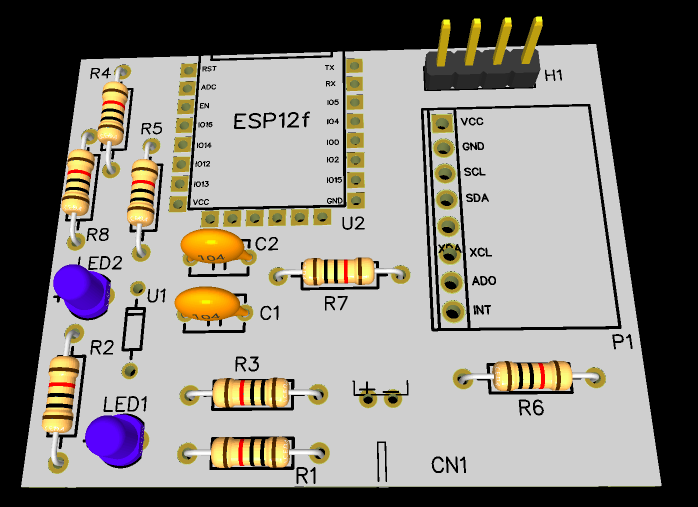 R4
RST
ADC
EN
IO16
IO14
IO12
IO13
VCC
ESP12f
TX
RX
IO5
IO4
IO0
IO2
IO15
GND
U2
H1
VCC
GND
SCL
SDA
XDA
XCL
ADO
INT
P1
R5
R8
LED2
U1
C2
104
C1
104
R7
R2
R3
LED1
R1
+ -
R6
CN1